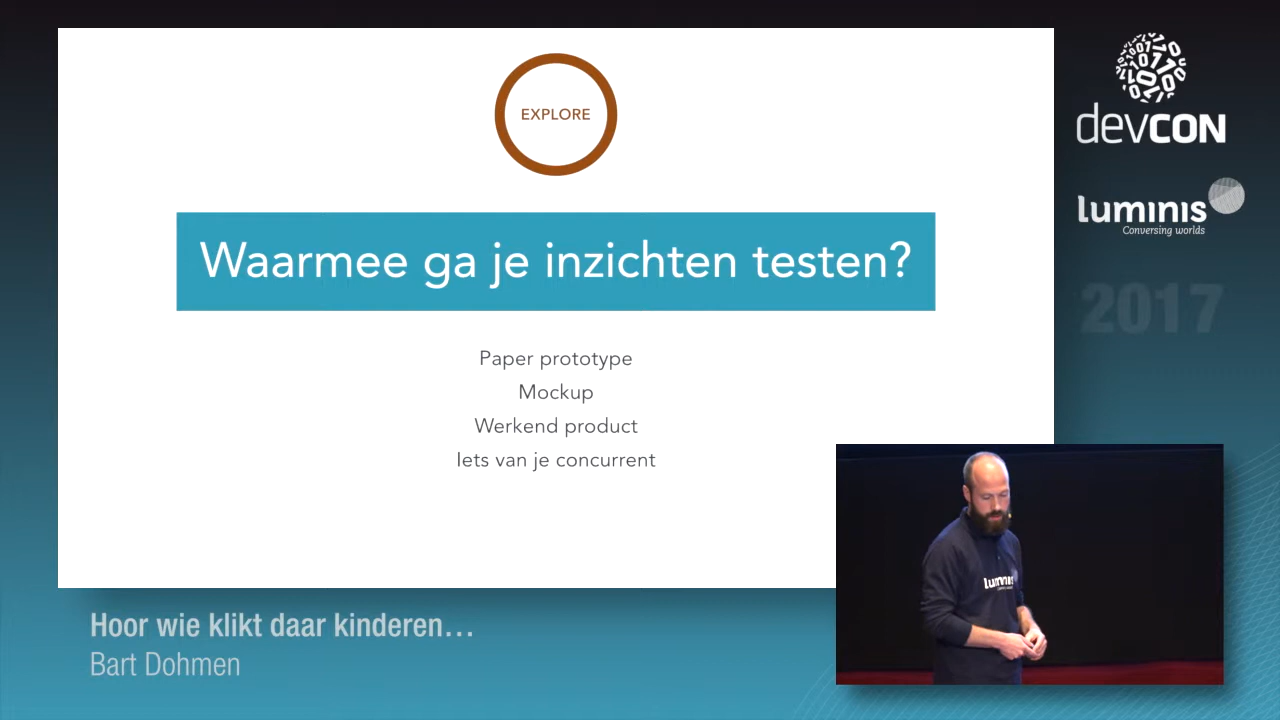 EXPLORE
Waarmee ga je inzichten testen?
Paper prototype
Mockup
Werkend product
Iets van je concurrent
devCON
luminis
Conversing worlds
2017
luminis
Hoor wie klikt daar kinderen...
Bart Dohmen